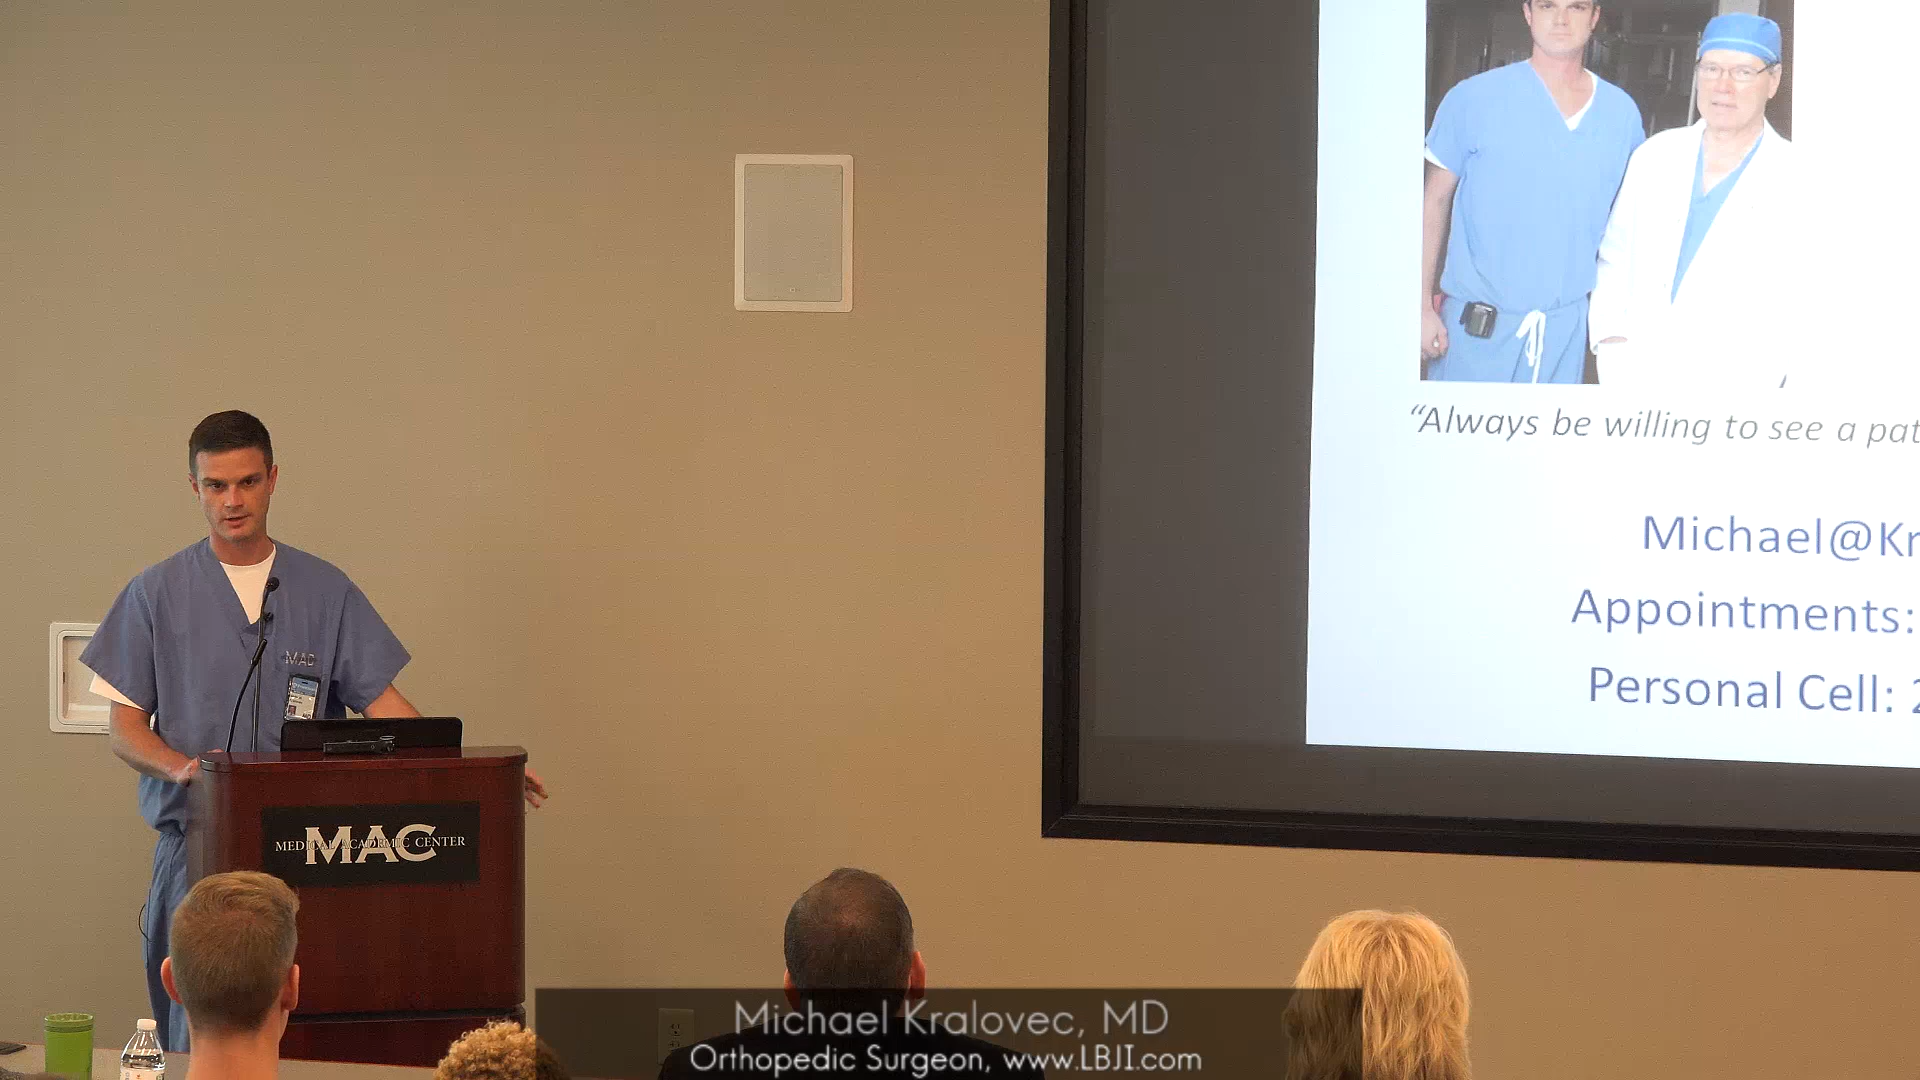 "Always be willing to see a pat
Michael@Kr
Appointments:
Personal Cell: 2
MAC
MAC
MEDICAL ACADEMIC CENTER
Michael Kralovec, MD
Orthopedic Surgeon, www.LBJI.com